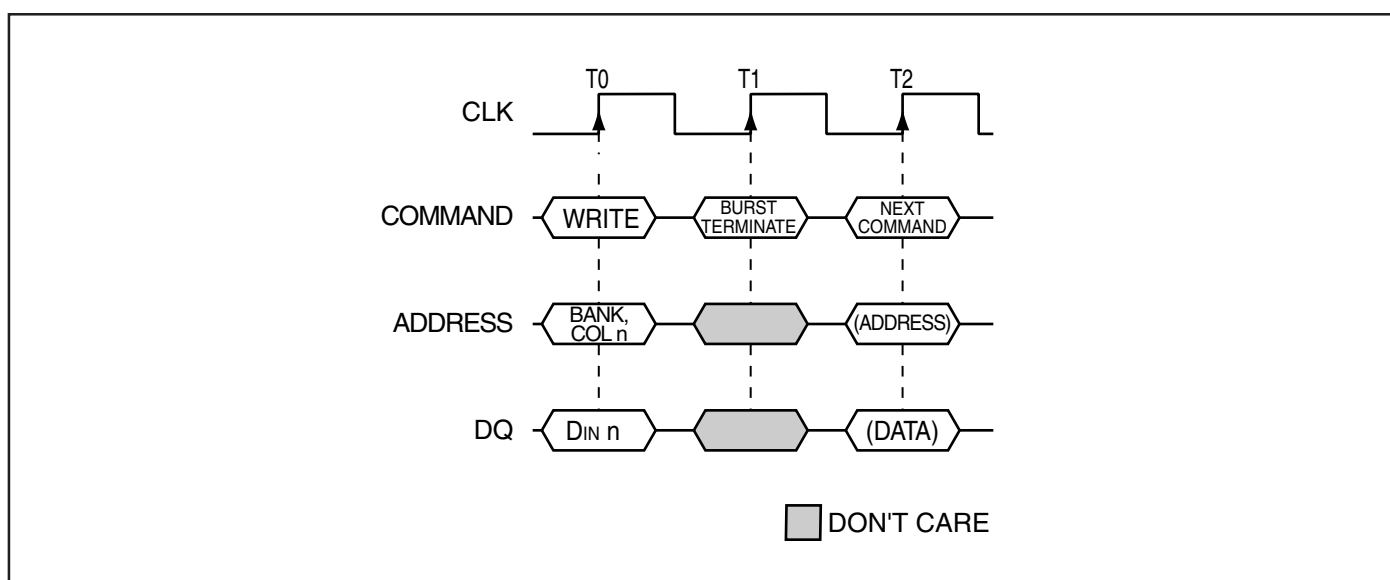 T0 T1 T2
CLK
COMMAND WRITE BURST TERMINATE NEXT COMMAND
ADDRESS BANK, COL n (ADDRESS)
DQ DIN n (DATA)
DON'T CARE